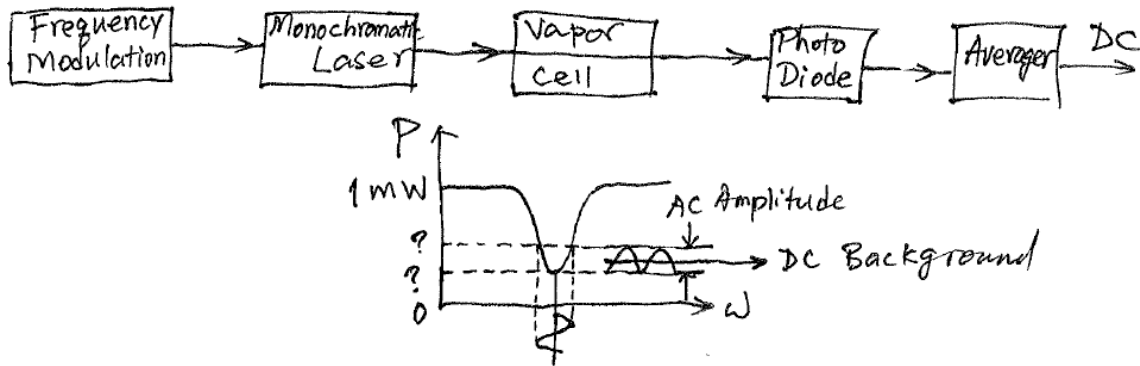 Frequency
Modulation
Monochromatic
Laser
Vapor
Cell
Photo
Diode
Averager
DC
P
1 mW
?
?
0
AC Amplitude
DC Background
ω